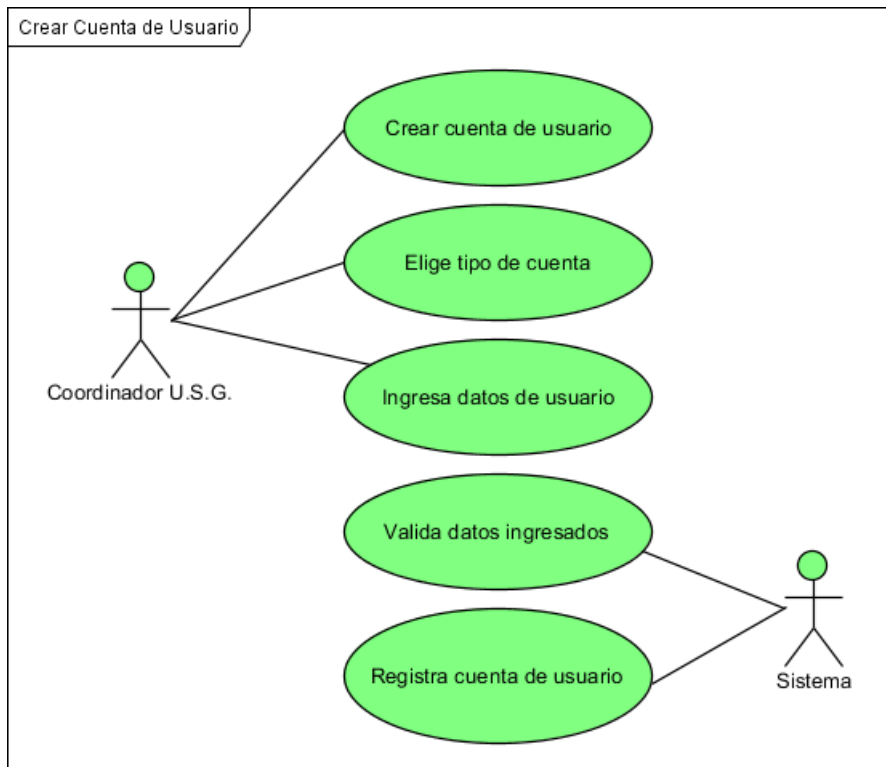 Crear Cuenta de Usuario
Crear cuenta de usuario
Elige tipo de cuenta
Coordinador U.S.G.
Ingresa datos de usuario
Valida datos ingresados
Registra cuenta de usuario
Sistema